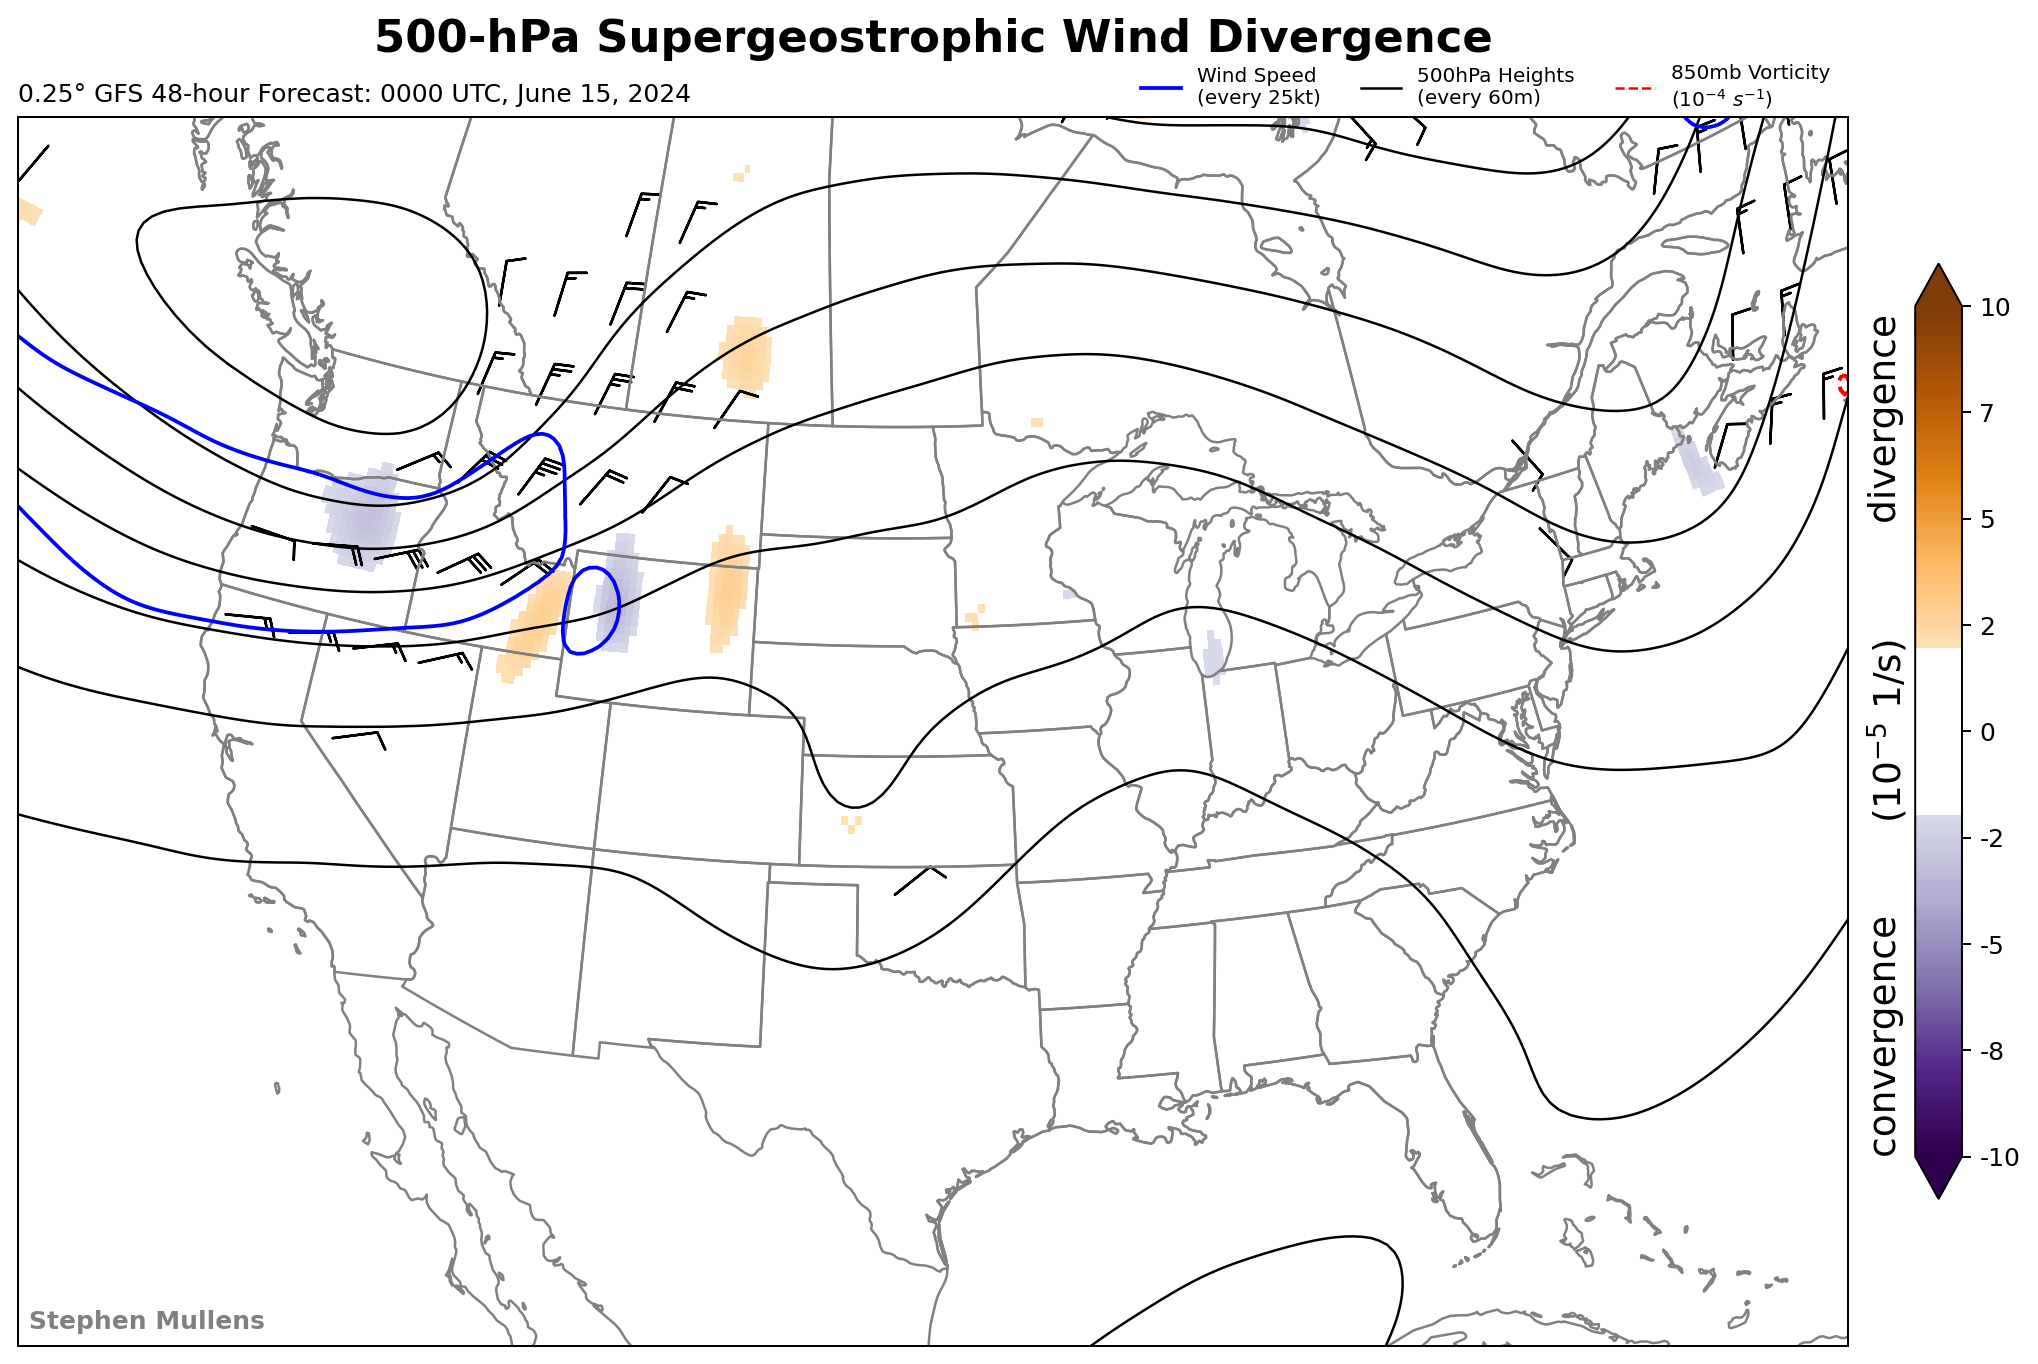 500-hPa Supergeostrophic Wind Divergence
0.25° GFS 48-hour Forecast: 0000 UTC, June 15, 2024
Wind Speed
(every 25kt)
500hPa Heights
(every 60m)
850mb Vorticity
(10⁻⁴ s⁻¹)
10
7
5
2
0
-2
-5
-8
-10
convergence (10⁻⁵ 1/s) divergence
Stephen Mullens